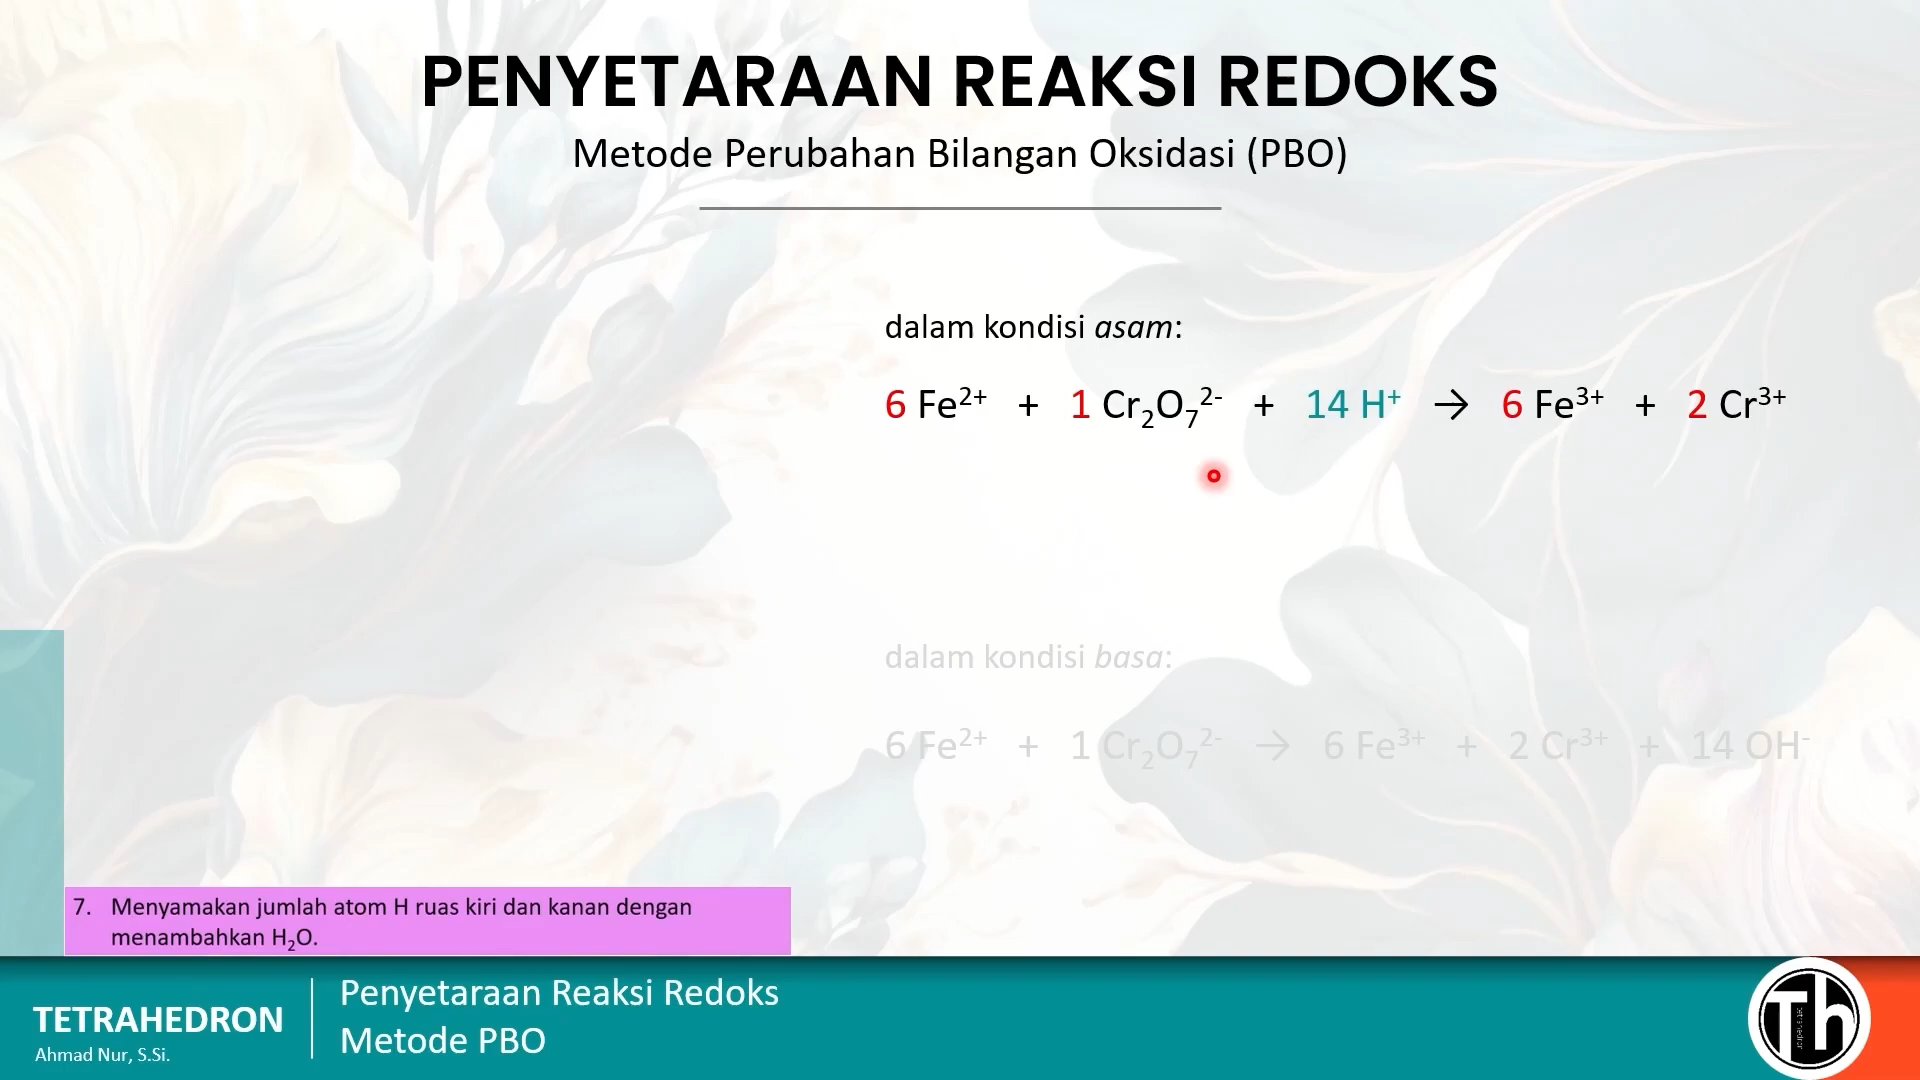 PENYETARAAN REAKSI REDOKS
Metode Perubahan Bilangan Oksidasi (PBO)
dalam kondisi asam:
6 Fe²⁺ + 1 Cr₂O₇²⁻ + 14 H⁺ → 6 Fe³⁺ + 2 Cr³⁺
dalam kondisi basa:
6 Fe²⁺ + 1 Cr₂O₇²⁻ → 6 Fe³⁺ + 2 Cr³⁺ + 14 OH⁻
7. Menyamakan jumlah atom H ruas kiri dan kanan dengan
menambahkan H₂O.
TETRAHEDRON
Ahmad Nur, S.Si.
Penyetaraan Reaksi Redoks
Metode PBO
Th